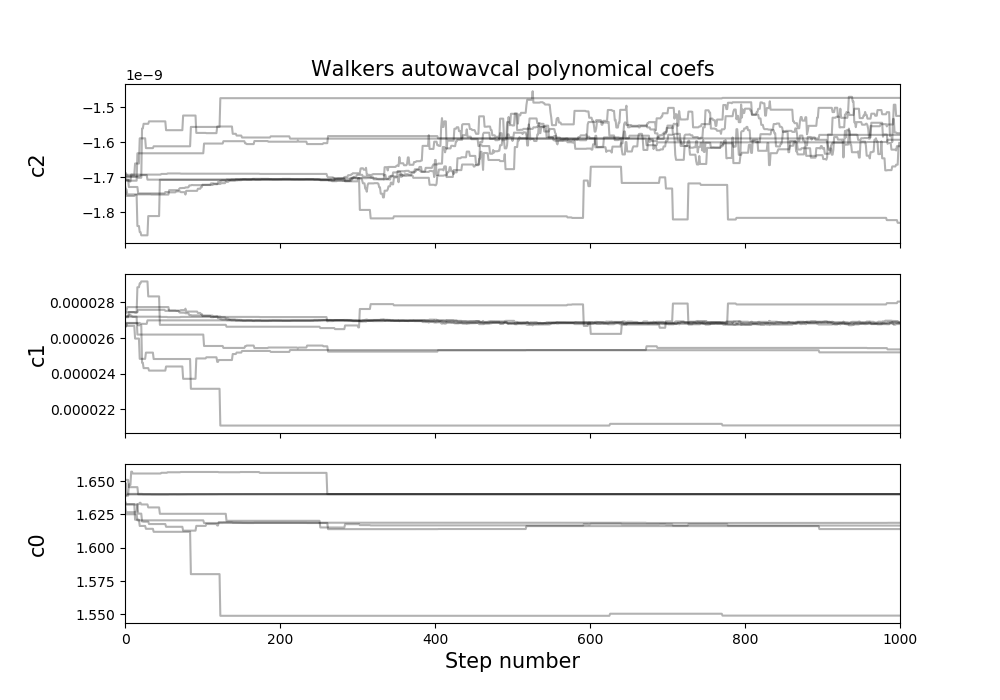 Walkers autowavcal polynomical coefs
1e−9
−1.5
−1.6
−1.7
−1.8
c2
0.000028
0.000026
0.000024
0.000022
c1
1.650
1.625
1.600
1.575
1.550
c0
0 200 400 600 800 1000
Step number